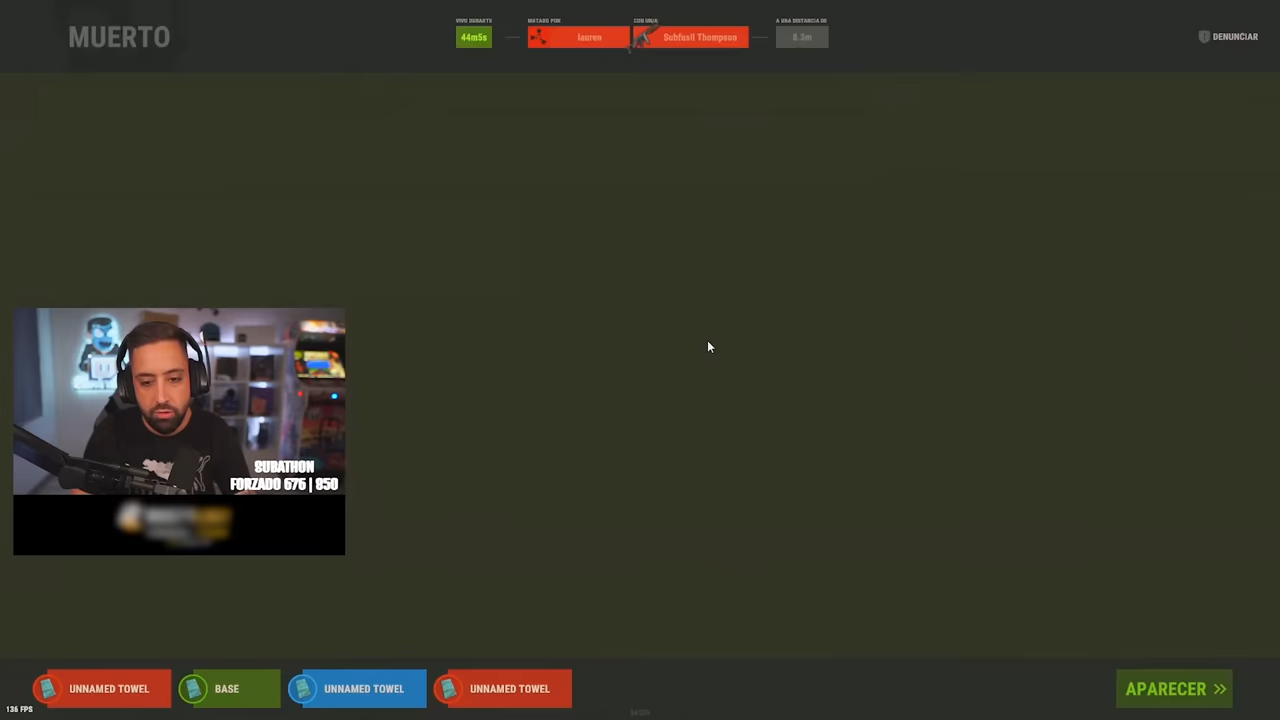 MUERTO
VIVO DURANTE
44m5s
MATADO POR
lauren
CON UN/A
Subfusil Thompson
A UNA DISTANCIA DE
8.3m
DENUNCIAR
SUBATHON
FORZADO 676 | 850
UNNAMED TOWEL
BASE
UNNAMED TOWEL
UNNAMED TOWEL
APARECER >>
136 FPS